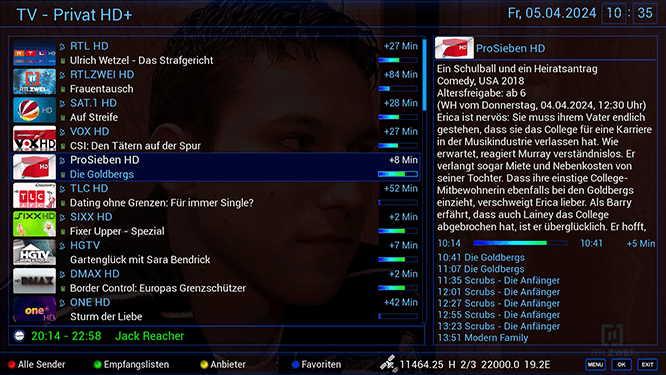 TV - Privat HD+
Fr, 05.04.2024 10 : 35
RTL HD +27 Min
Ulrich Wetzel - Das Strafgericht
RTLZWEI HD +84 Min
Frauentausch
SAT.1 HD +28 Min
Auf Streife
VOX HD +27 Min
CSI: Den Tätern auf der Spur
ProSieben HD +8 Min
Die Goldbergs
TLC HD +52 Min
Dating ohne Grenzen: Für immer Single?
SIXX HD +2 Min
Fixer Upper - Spezial
HGTV +7 Min
Gartenglück mit Sara Bendrick
DMAX HD +2 Min
Border Control: Europas Grenzschützer
ONE HD +42 Min
Sturm der Liebe
20:14 - 22:58 Jack Reacher
ProSieben HD
Ein Schulball und ein Heiratsantrag
Comedy, USA 2018
Altersfreigabe: ab 6
(WH vom Donnerstag, 04.04.2024, 12:30 Uhr)
Erica ist nervös: Sie muss ihrem Vater endlich
gestehen, dass sie das College für eine Karriere
in der Musikindustrie verlassen hat. Wie
erwartet, reagiert Murray verständnislos. Er
verlangt sogar Miete und Nebenkosten von
seiner Tochter. Dass ihre einstige College-
Mitbewohnerin ebenfalls bei den Goldbergs
einzieht, verschweigt Erica lieber. Als Barry
erfährt, dass auch Lainey das College
abgebrochen hat, ist er überglücklich. Er hofft,
10:14 10:41 +5 Min
10:41 Die Goldbergs
11:07 Die Goldbergs
11:35 Scrubs - Die Anfänger
12:01 Scrubs - Die Anfänger
12:27 Scrubs - Die Anfänger
12:55 Scrubs - Die Anfänger
13:23 Scrubs - Die Anfänger
13:51 Modern Family
RTLZWEI
Alle Sender Empfangslisten Anbieter Favoriten 11464.25 H 2/3 22000.0 19.2E MENU OK EXIT